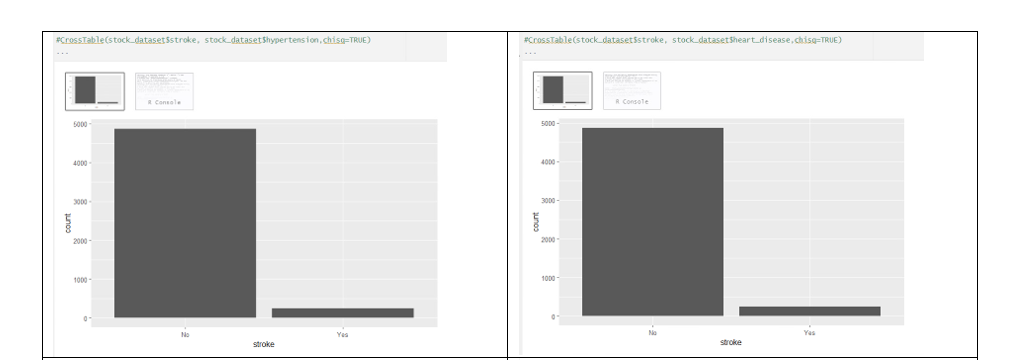 #CrossTable(stock_dataset$stroke, stock_dataset$hypertension,chisq=TRUE)
...
R Console
5000
4000
3000
2000
1000
0
count
No Yes
stroke
#CrossTable(stock_dataset$stroke, stock_dataset$heart_disease,chisq=TRUE)
...
R Console
5000
4000
3000
2000
1000
0
count
No Yes
stroke